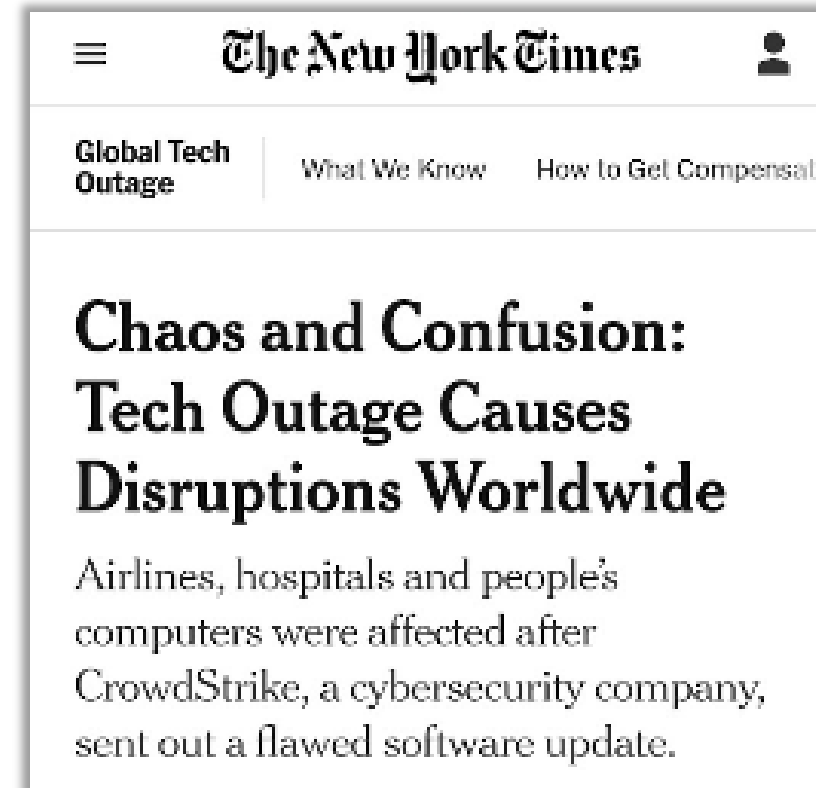 The New York Times
Global Tech
Outage
What We Know
How to Get Compensat
Chaos and Confusion:
Tech Outage Causes
Disruptions Worldwide
Airlines, hospitals and people’s
computers were affected after
CrowdStrike, a cybersecurity company,
sent out a flawed software update.